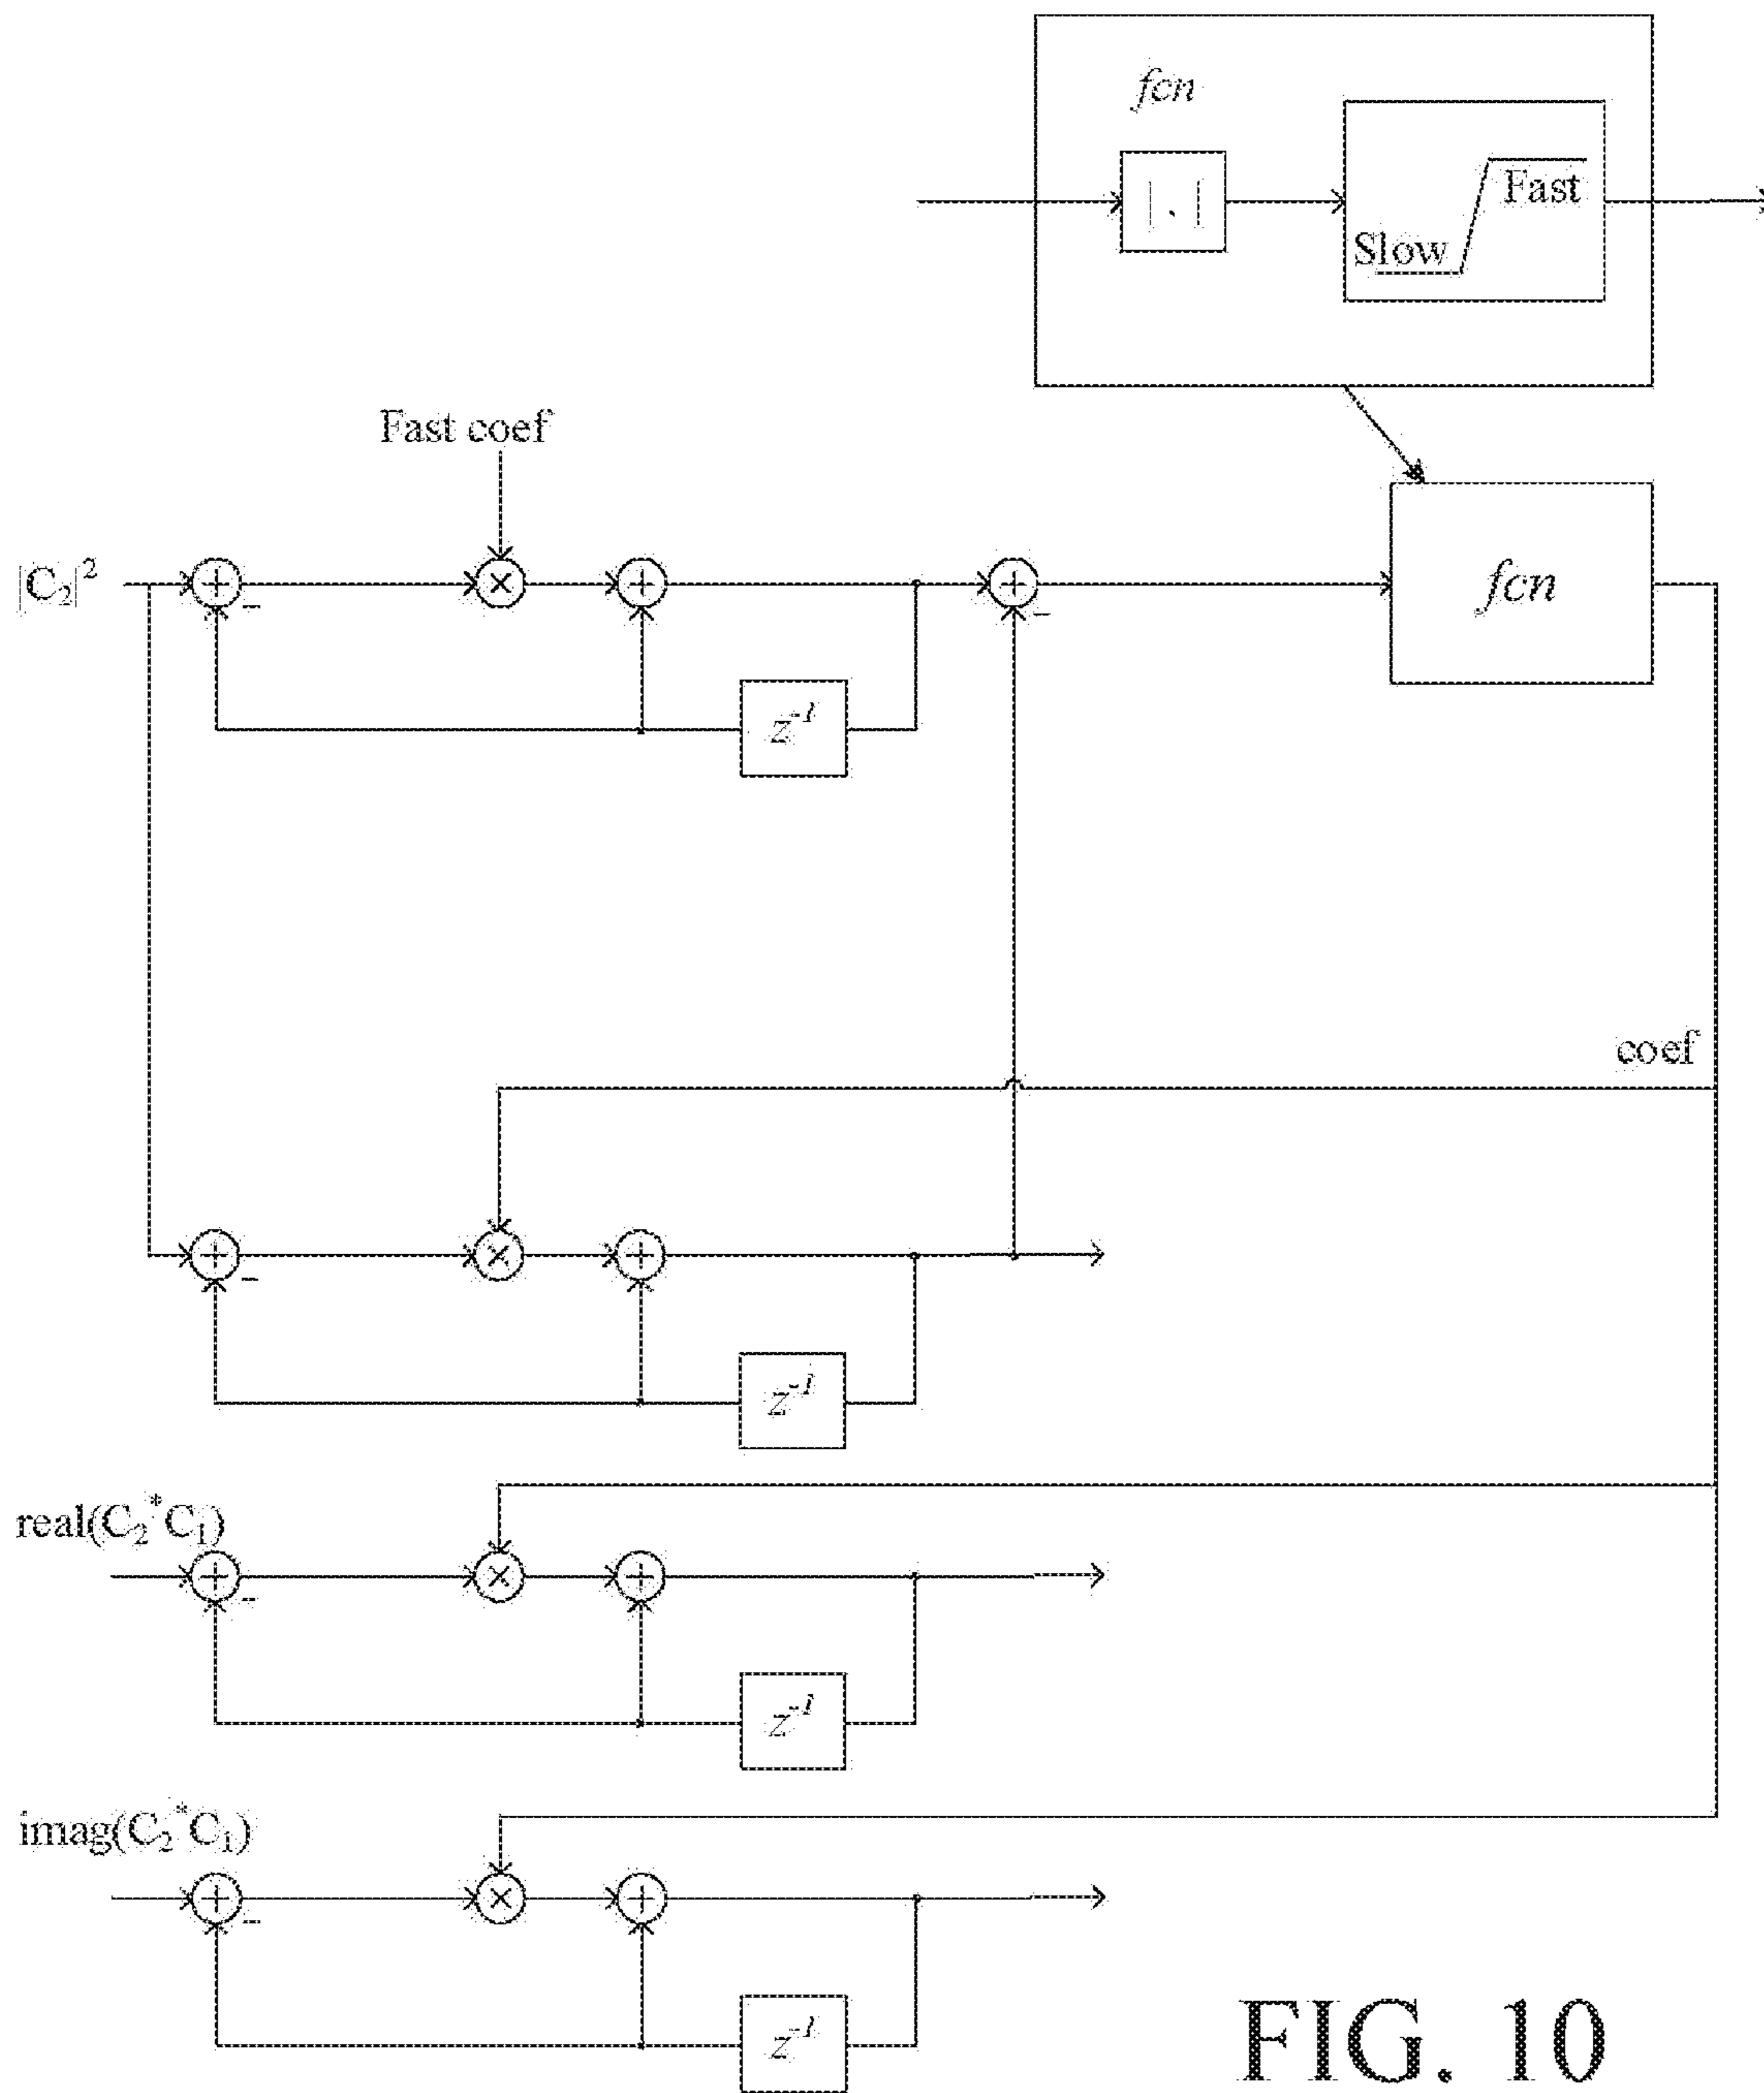 fcn
|.|
Slow
Fast
Fast coef
|C₂|²
+
-
×
+
+
-
fcn
z⁻¹
coef
+
-
×
+
z⁻¹
real(C₂*C₁)
+
-
×
+
z⁻¹
imag(C₂*C₁)
+
-
×
+
z⁻¹
FIG. 10